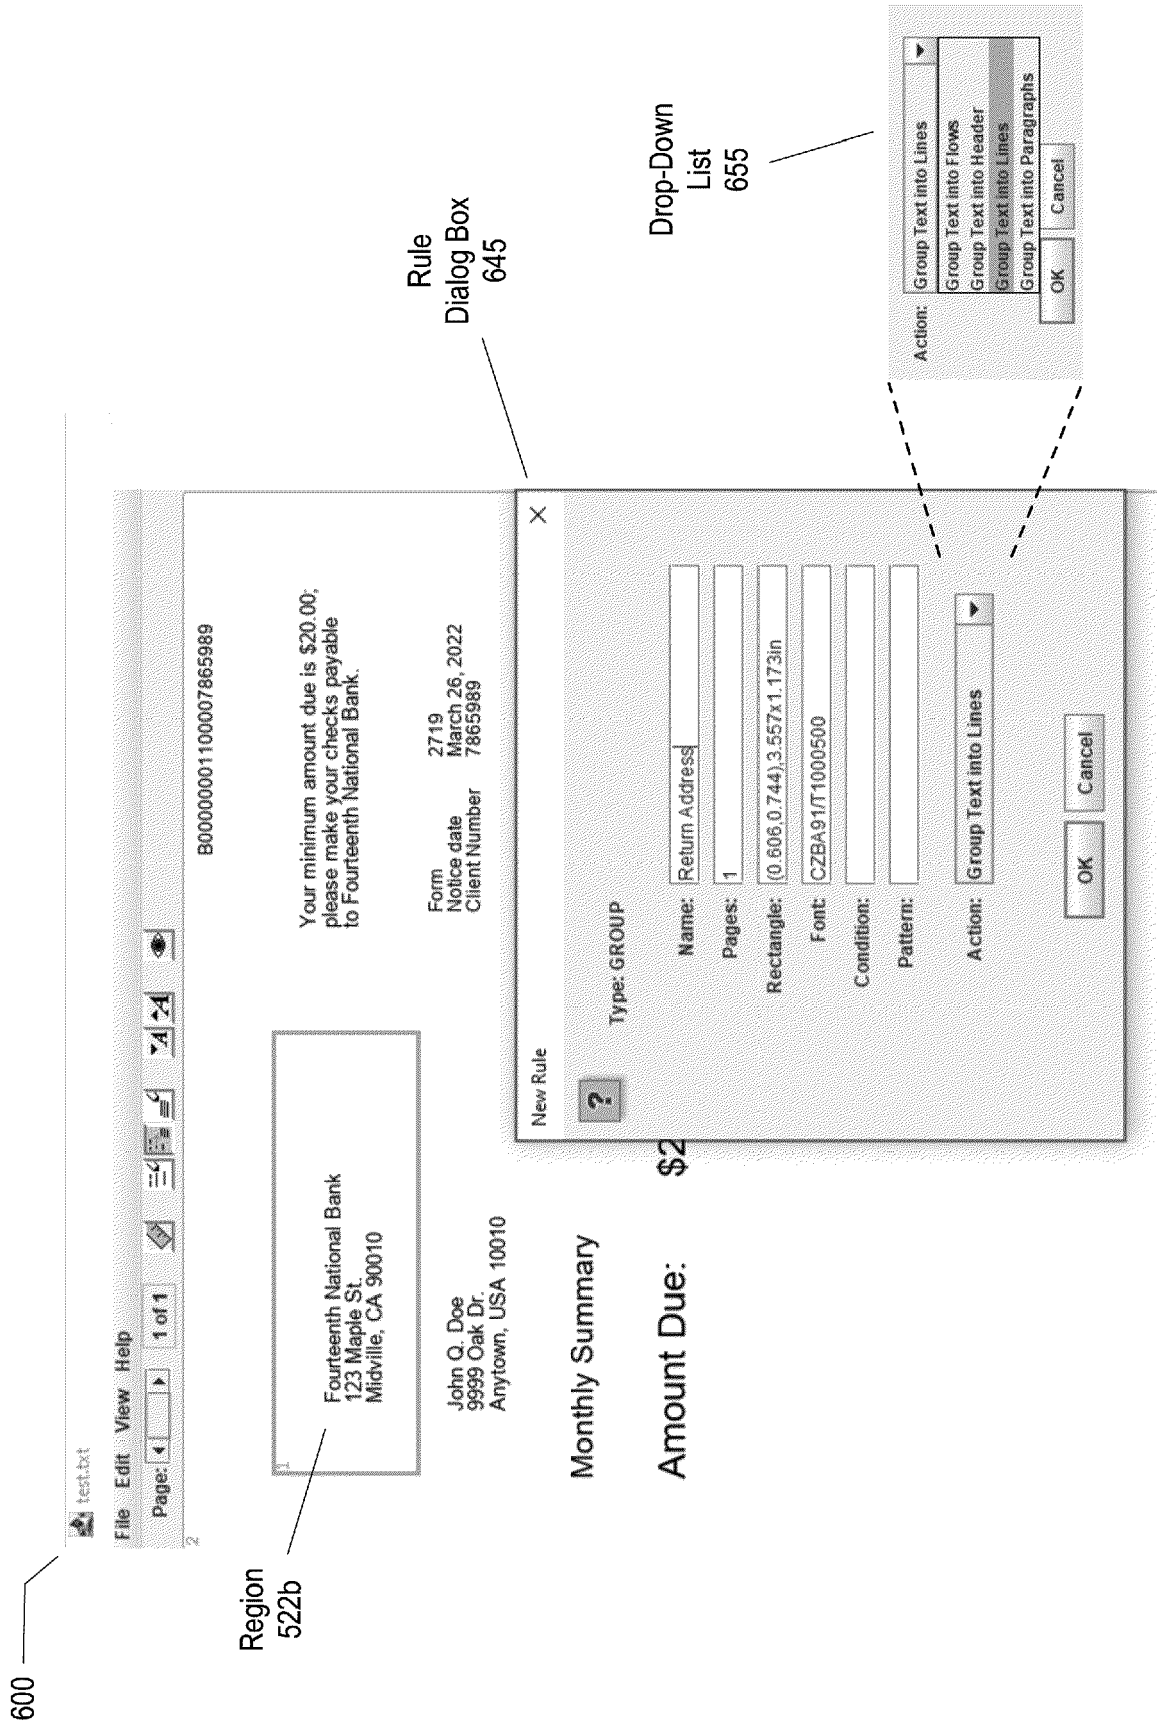 600
test.txt
File Edit View Help
Page: 1 of 1
2
B000000110007865989
Region
522b
1
Fourteenth National Bank
123 Maple St.
Midville, CA 90010
Your minimum amount due is $20.00;
please make your checks payable
to Fourteenth National Bank.
John Q. Doe
9999 Oak Dr.
Anytown, USA 10010
Form 2719
Notice date March 26, 2022
Client Number 7865989
Monthly Summary
Amount Due: $2
Rule
Dialog Box
645
New Rule
?
Type: GROUP
Name: Return Address
Pages: 1
Rectangle: (0.606,0.744),3.557x1.173in
Font: CZBA91/T1000500
Condition:
Pattern:
Action: Group Text into Lines
OK Cancel
Drop-Down
List
655
Action: Group Text into Lines
Group Text into Flows
Group Text into Header
Group Text into Lines
Group Text into Paragraphs
OK Cancel